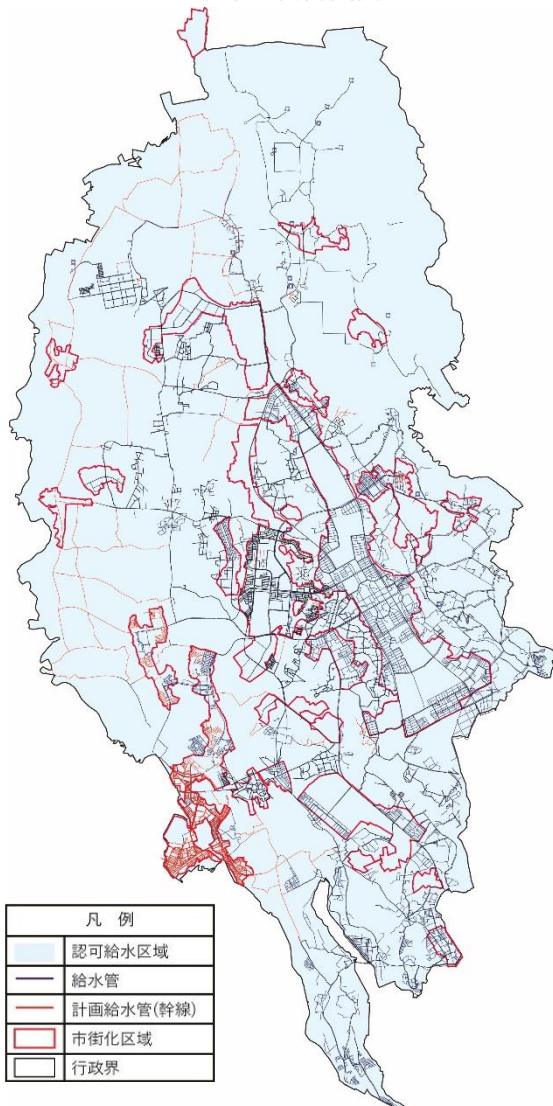 凡 例
認可給水区域
給水管
計画給水管(幹線)
市街化区域
行政界